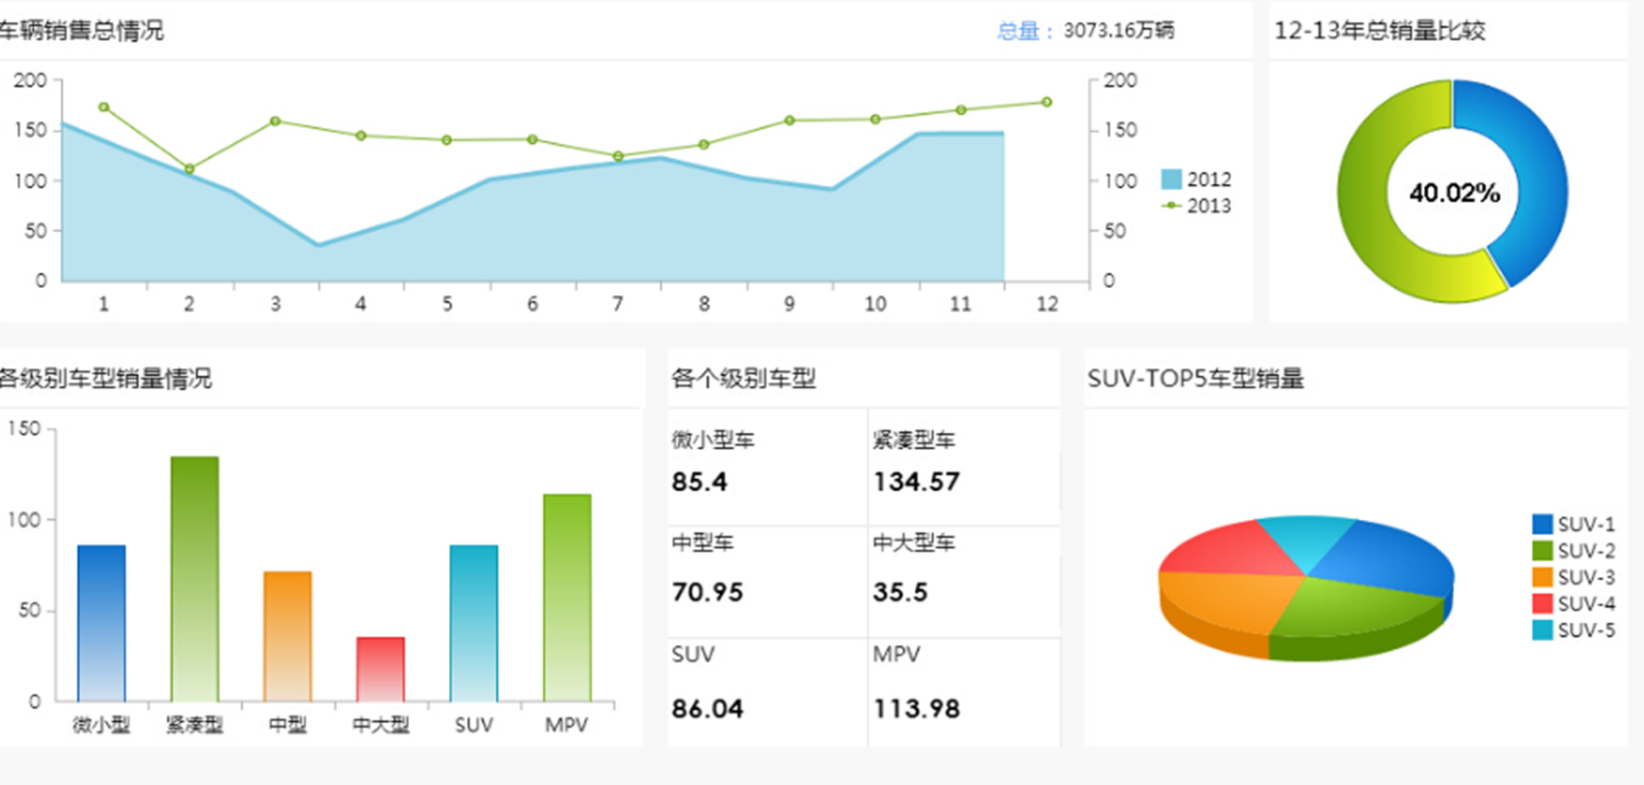 车辆销售总情况
总量： 3073.16万辆
200
150
100
50
0
200
150
100
50
0
1 2 3 4 5 6 7 8 9 10 11 12
2012
2013
12-13年总销量比较
40.02%
各级别车型销量情况
150
100
50
0
微小型 紧凑型 中型 中大型 SUV MPV
各个级别车型
微小型车 紧凑型车
85.4 134.57
中型车 中大型车
70.95 35.5
SUV MPV
86.04 113.98
SUV-TOP5车型销量
SUV-1
SUV-2
SUV-3
SUV-4
SUV-5